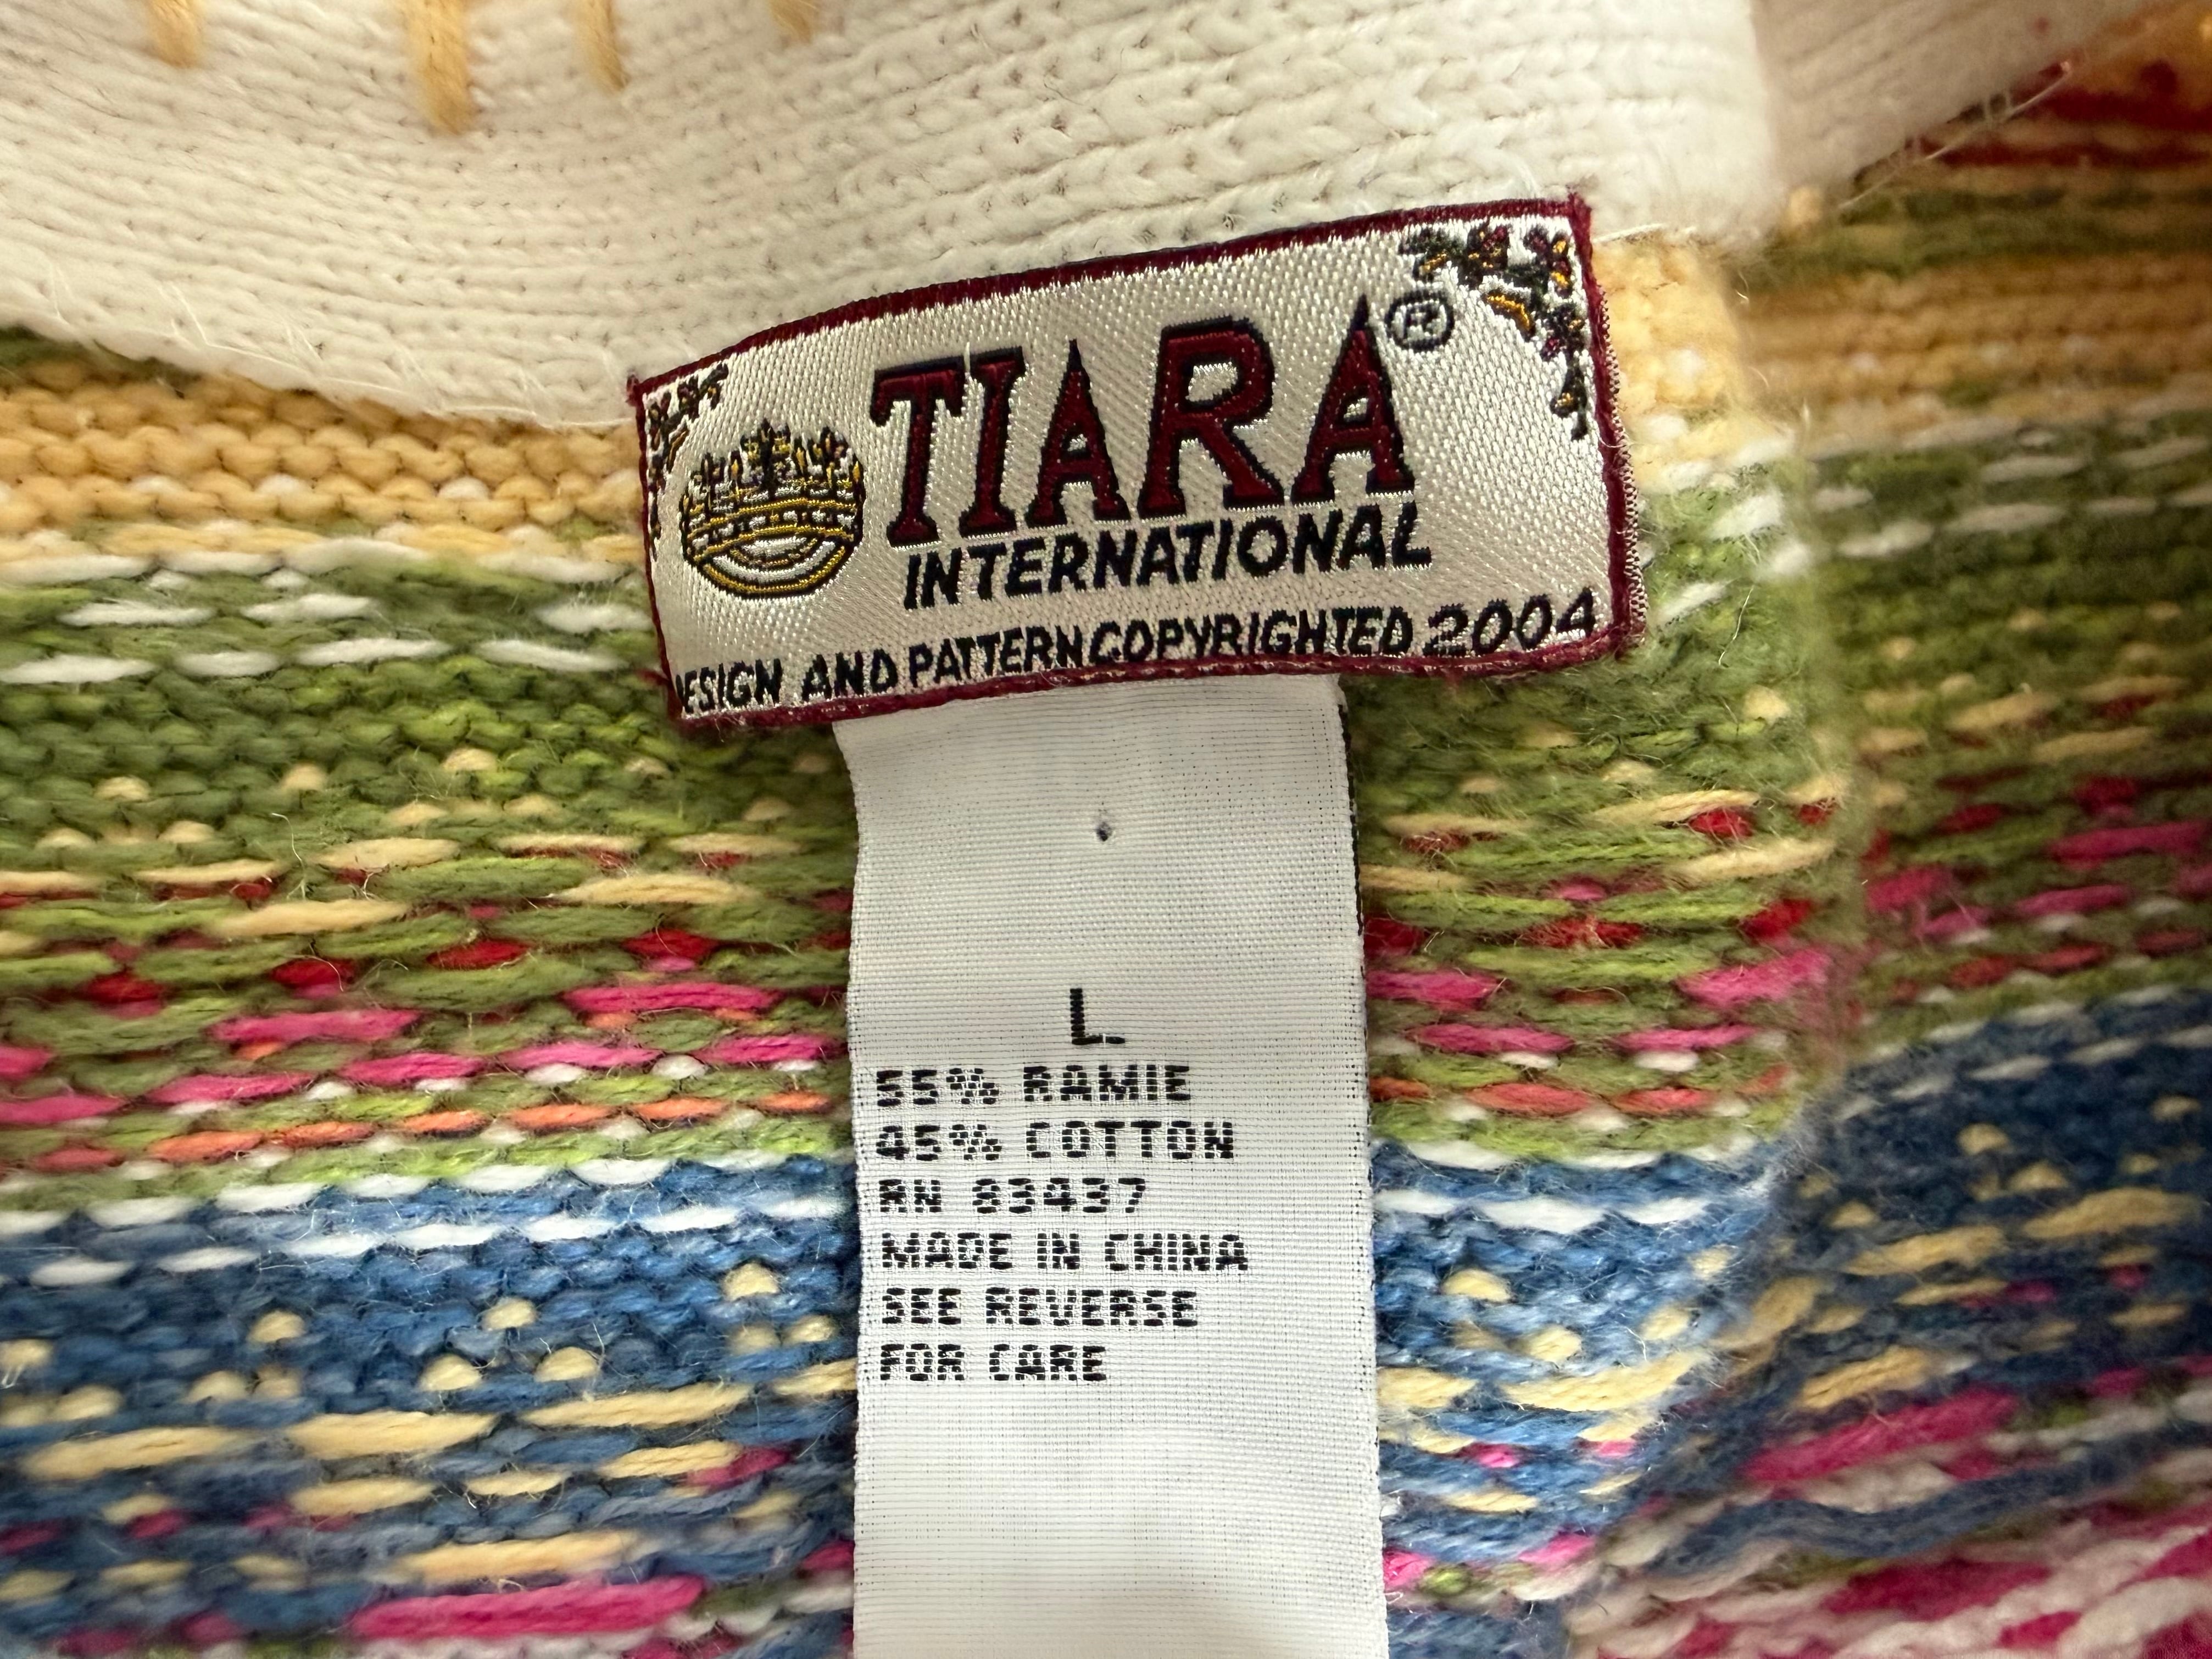 TIARA®
INTERNATIONAL
DESIGN AND PATTERN COPYRIGHTED 2004
L
55% RAMIE
45% COTTON
RN 83437
MADE IN CHINA
SEE REVERSE
FOR CARE